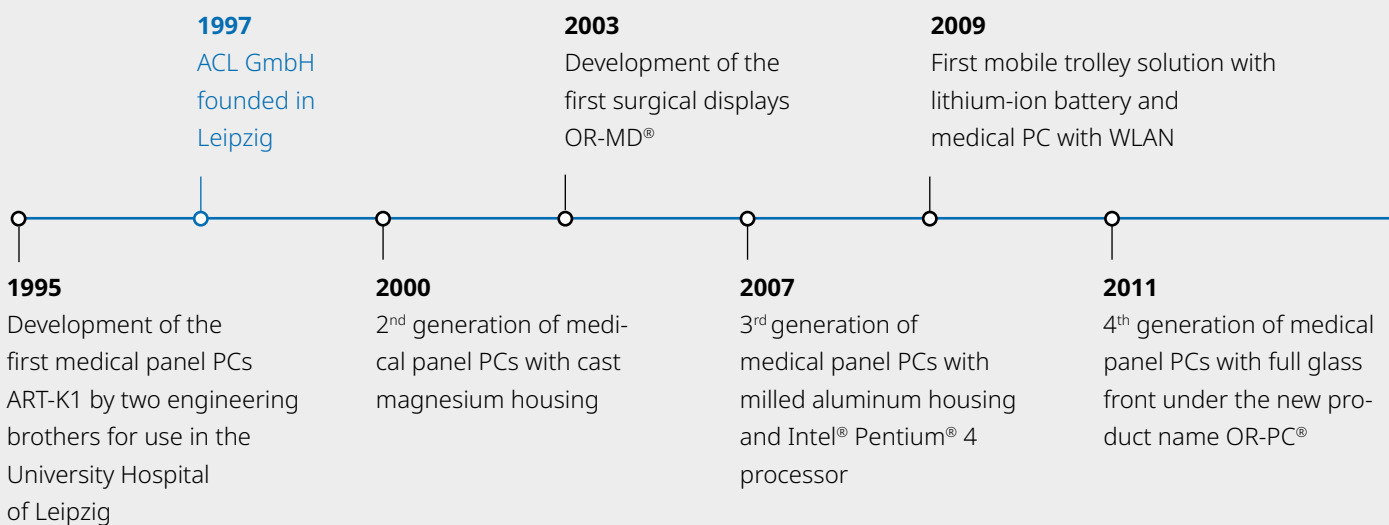 1997
ACL GmbH
founded in
Leipzig
2003
Development of the
first surgical displays
OR-MD®
2009
First mobile trolley solution with
lithium-ion battery and
medical PC with WLAN
1995
Development of the
first medical panel PCs
ART-K1 by two engineering
brothers for use in the
University Hospital
of Leipzig
2000
2nd generation of medi-
cal panel PCs with cast
magnesium housing
2007
3rd generation of
medical panel PCs with
milled aluminum housing
and Intel® Pentium® 4
processor
2011
4th generation of medical
panel PCs with full glass
front under the new pro-
duct name OR-PC®